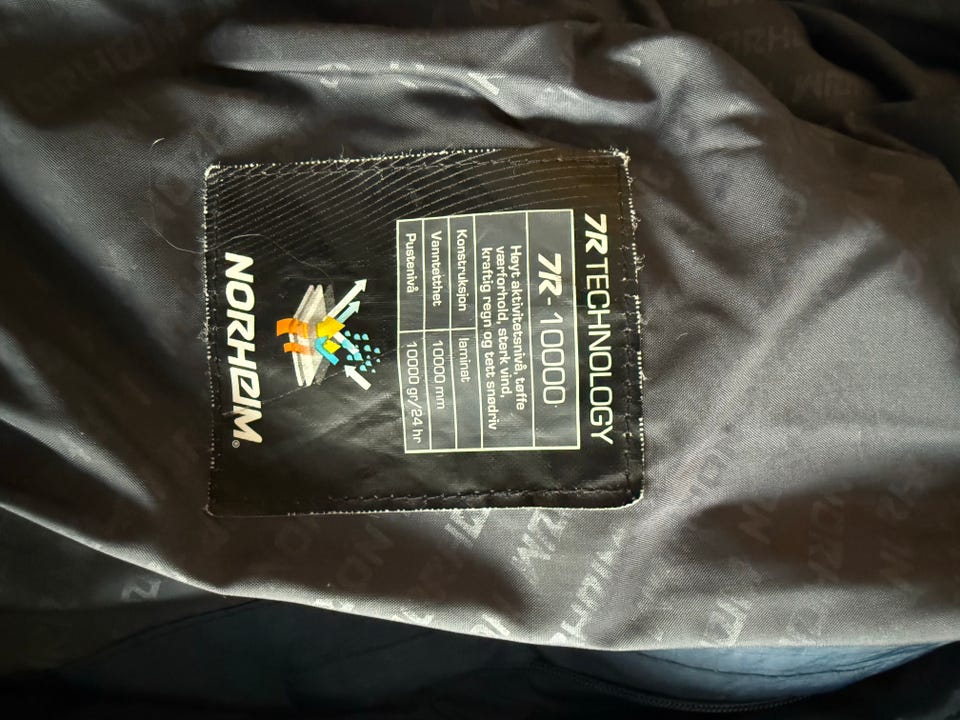 7R TECHNOLOGY
7R - 10000
Høyt aktivitetsnivå, tøffe
værforhold, sterk vind,
kraftig regn og tett snødriv
Konstruksjon laminat
Vanntetthet 10000 mm
Pustenivå 10000 gr/24 hr
NORHEIM®